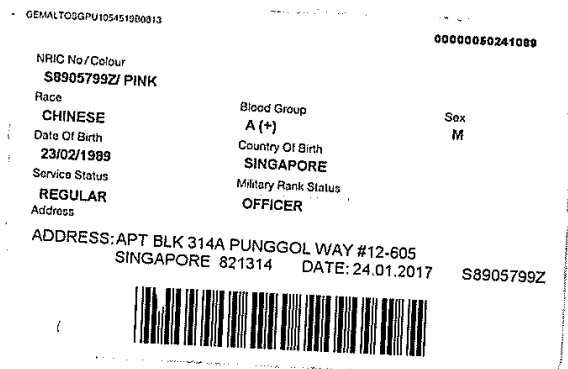 GEMALTOSGPU1054519B0813
00000050241089
NRIC No/Colour
S8905799Z/ PINK
Race Blood Group Sex
CHINESE A (+) M
Date Of Birth Country Of Birth
23/02/1989 SINGAPORE
Service Status Military Rank Status
REGULAR OFFICER
Address
ADDRESS: APT BLK 314A PUNGGOL WAY #12-605
SINGAPORE 821314 DATE: 24.01.2017 S8905799Z